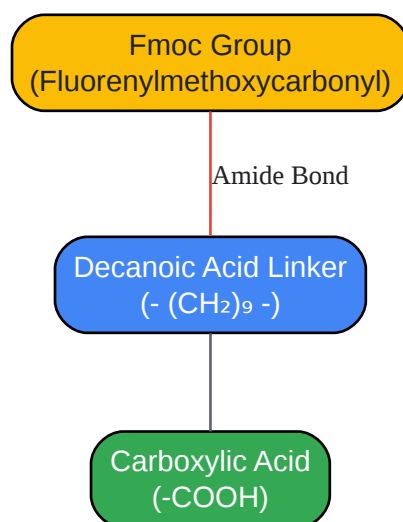 Fmoc Group
(Fluorenylmethoxycarbonyl)
Amide Bond
Decanoic Acid Linker
(- (CH₂)₉ -)
Carboxylic Acid
(-COOH)